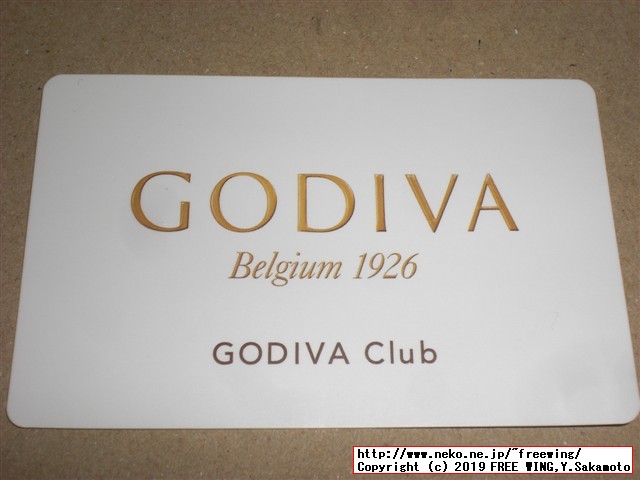 GODIVA
Belgium 1926
GODIVA Club
http://www.neko.ne.jp/~freewing/
Copyright (c) 2019 FREE WING,Y.Sakamoto